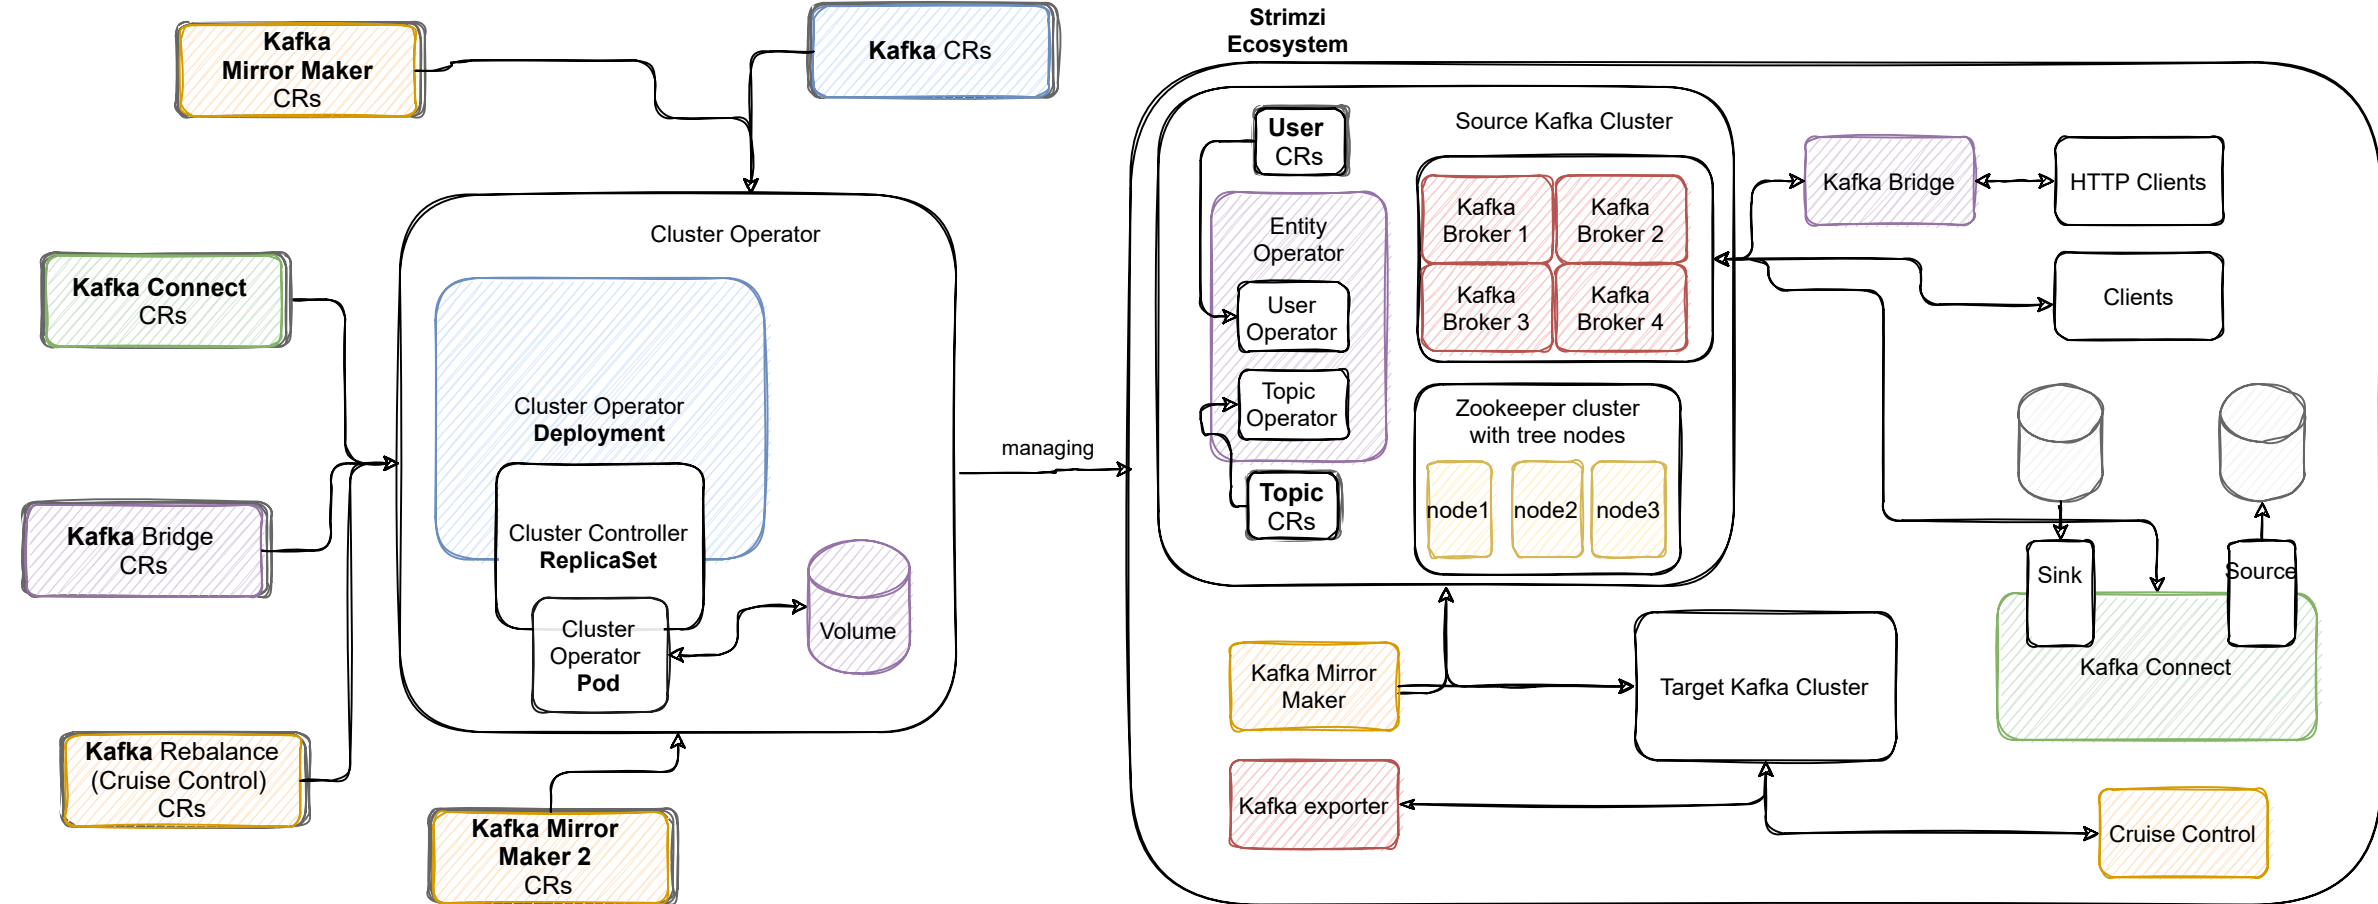 Kafka
Mirror Maker
CRs
Kafka CRs
Kafka Connect
CRs
Kafka Bridge
CRs
Kafka Rebalance
(Cruise Control)
CRs
Kafka Mirror
Maker 2
CRs
Cluster Operator
Cluster Operator
Deployment
Cluster Controller
ReplicaSet
Cluster
Operator
Pod
Volume
managing
Strimzi
Ecosystem
Source Kafka Cluster
User
CRs
Entity
Operator
User
Operator
Topic
Operator
Topic
CRs
Kafka
Broker 1
Kafka
Broker 2
Kafka
Broker 3
Kafka
Broker 4
Zookeeper cluster
with tree nodes
node1
node2
node3
Kafka Bridge
HTTP Clients
Clients
Sink
Source
Kafka Connect
Kafka Mirror
Maker
Target Kafka Cluster
Kafka exporter
Cruise Control